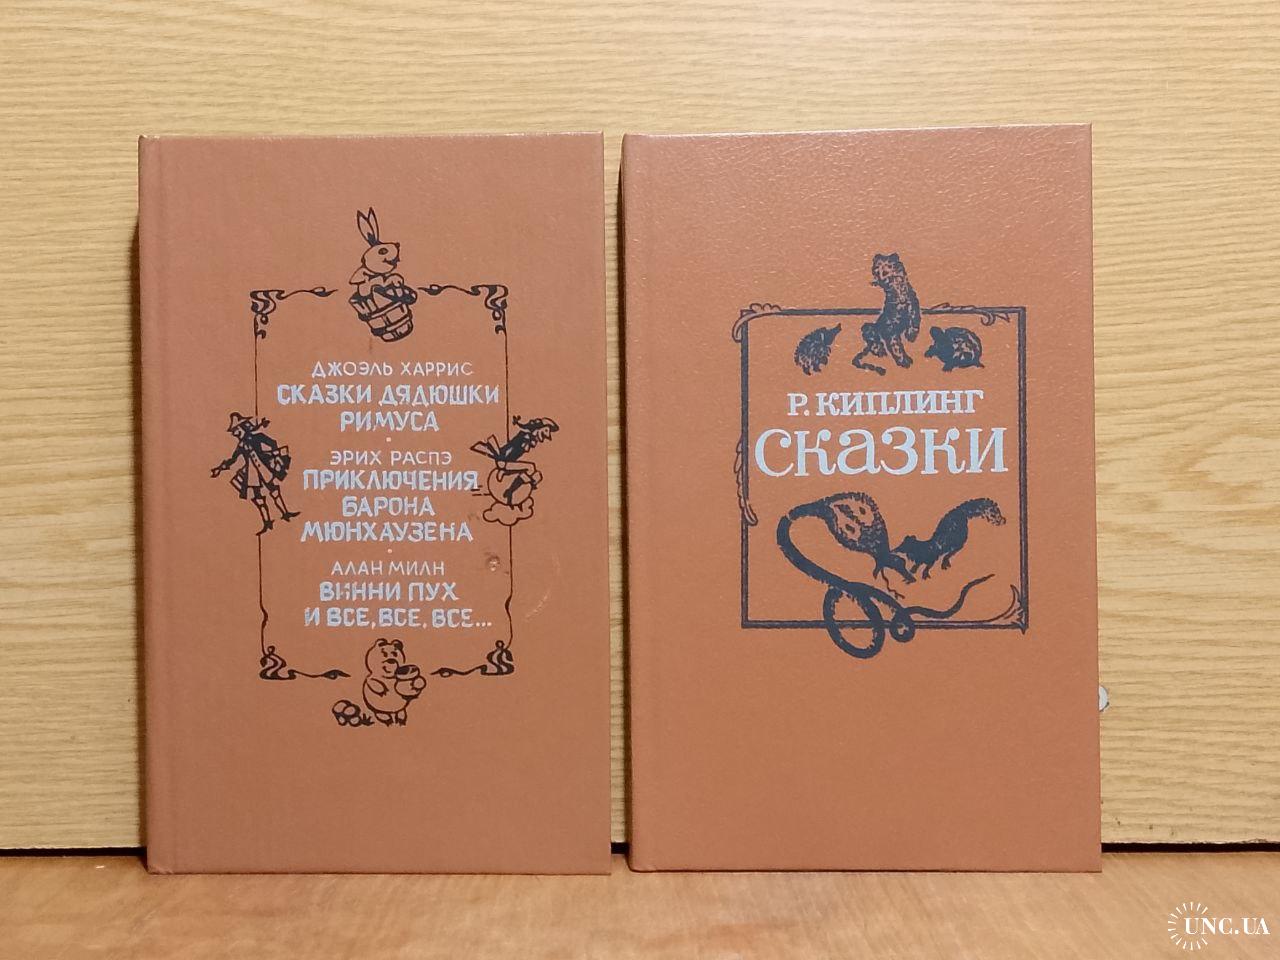 ДЖОЭЛЬ ХАРРИС
СКАЗКИ ДЯДЮШКИ
РИМУСА
ЭРИХ РАСПЭ
ПРИКЛЮЧЕНИЯ
БАРОНА
МЮНХАУЗЕНА
АЛАН МИЛН
ВИННИ ПУХ
И ВСЕ, ВСЕ, ВСЕ...
Р. КИПЛИНГ
СКАЗКИ
UNC.UA